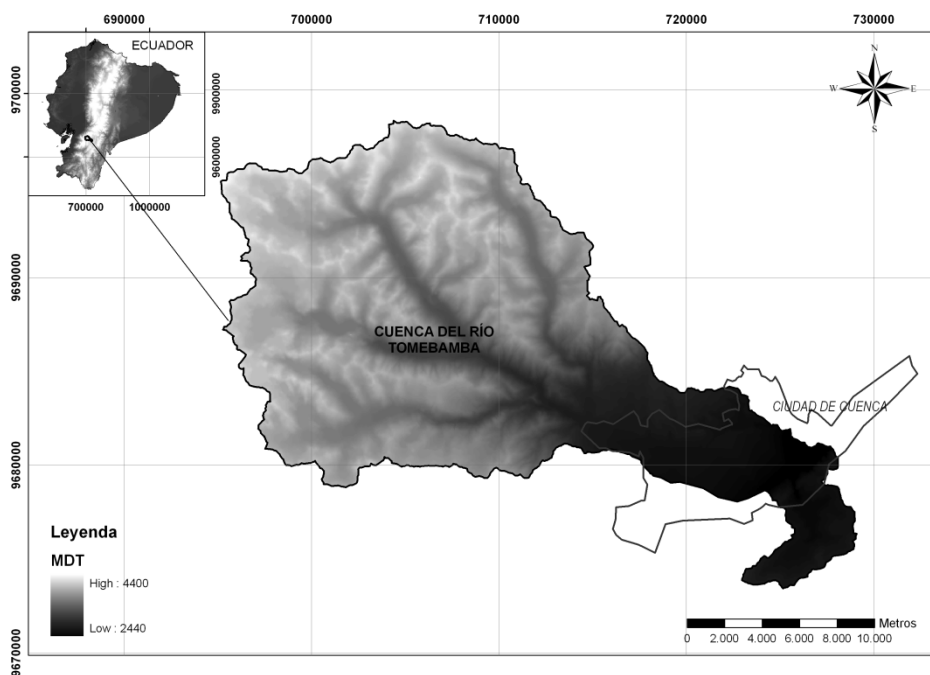 690000 700000 710000 720000 730000
ECUADOR
9700000
9900000
9600000
700000 1000000
N
W E
S
9690000
CUENCA DEL RÍO
TOMEBAMBA
CIUDAD DE CUENCA
9680000
Leyenda
MDT
High : 4400
Low : 2440
Metros
0 2.000 4.000 6.000 8.000 10.000
9670000